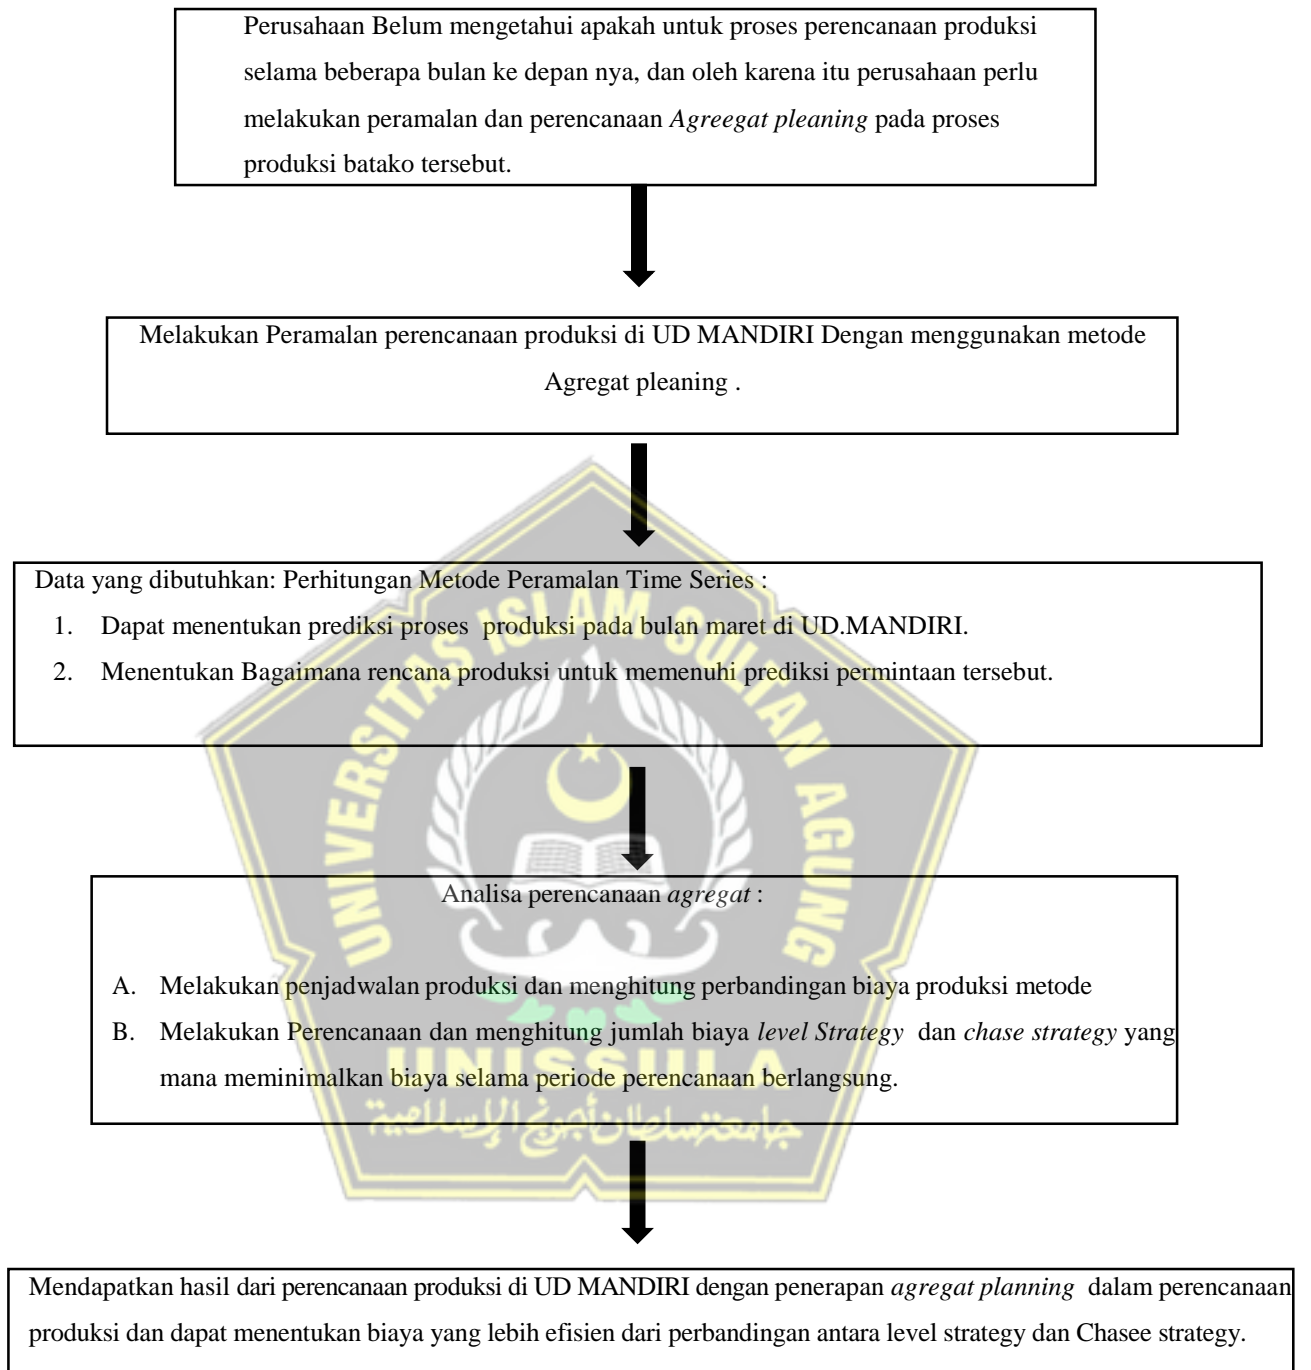 Perusahaan Belum mengetahui apakah untuk proses perencanaan produksi
selama beberapa bulan ke depan nya, dan oleh karena itu perusahaan perlu
melakukan peramalan dan perencanaan Agreegat pleaning pada proses
produksi batako tersebut.
Melakukan Peramalan perencanaan produksi di UD MANDIRI Dengan menggunakan metode
Agregat pleaning .
Data yang dibutuhkan: Perhitungan Metode Peramalan Time Series :
1. Dapat menentukan prediksi proses produksi pada bulan maret di UD.MANDIRI.
2. Menentukan Bagaimana rencana produksi untuk memenuhi prediksi permintaan tersebut.
UNIVERSITAS ISLAM SULTAN AGUNG
Analisa perencanaan agregat :
A. Melakukan penjadwalan produksi dan menghitung perbandingan biaya produksi metode
B. Melakukan Perencanaan dan menghitung jumlah biaya level Strategy dan chase strategy yang
mana meminimalkan biaya selama periode perencanaan berlangsung.
UNISSULA
جامعتسلطان أجونج الإسلامية
Mendapatkan hasil dari perencanaan produksi di UD MANDIRI dengan penerapan agregat planning dalam perencanaan
produksi dan dapat menentukan biaya yang lebih efisien dari perbandingan antara level strategy dan Chasee strategy.